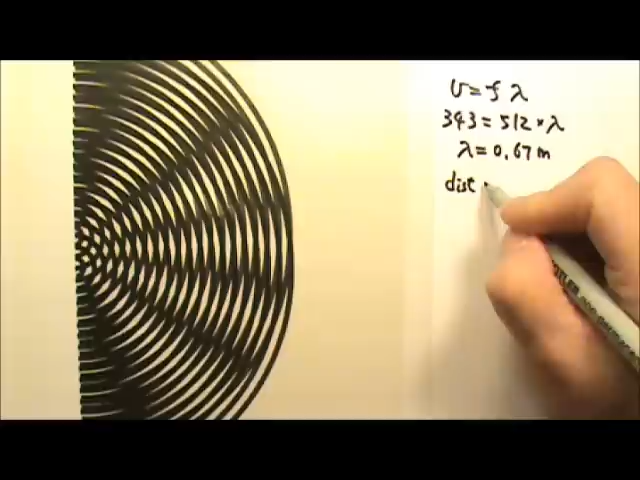 v = f λ
343 = 512 × λ
λ = 0.67 m
dist